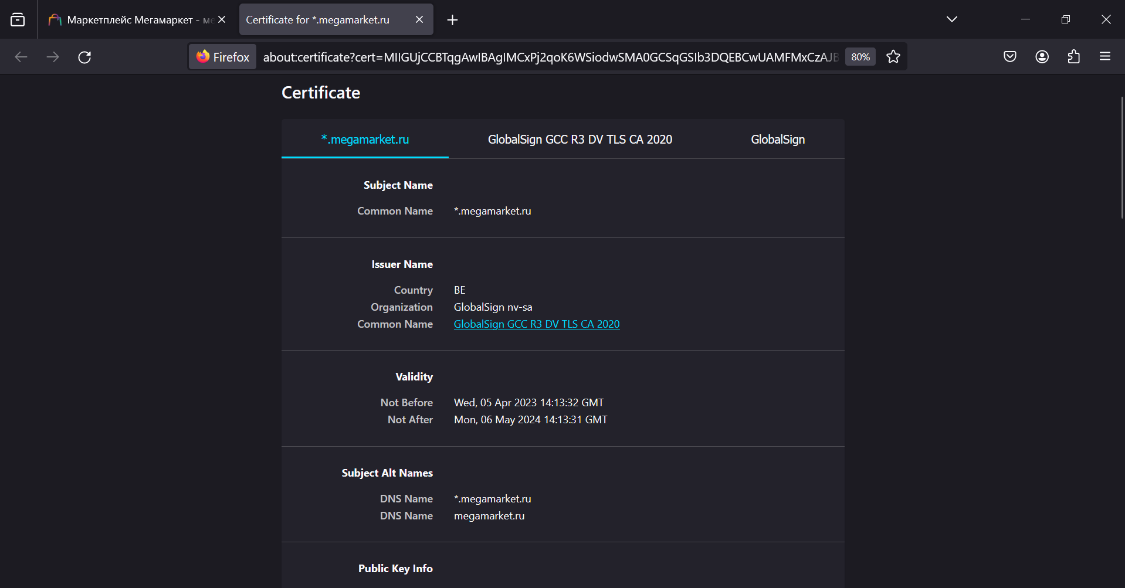 Маркетплейс Мегамаркет - ме
Certificate for *.megamarket.ru
Firefox
about:certificate?cert=MIIGUjCCBTqgAwIBAgIMCxPj2qoK6WSiodwSMA0GCSqGSIb3DQEBCwUAMFMxCzAJB
80%
Certificate
*.megamarket.ru
GlobalSign GCC R3 DV TLS CA 2020
GlobalSign
Subject Name
Common Name *.megamarket.ru
Issuer Name
Country BE
Organization GlobalSign nv-sa
Common Name GlobalSign GCC R3 DV TLS CA 2020
Validity
Not Before Wed, 05 Apr 2023 14:13:32 GMT
Not After Mon, 06 May 2024 14:13:31 GMT
Subject Alt Names
DNS Name *.megamarket.ru
DNS Name megamarket.ru
Public Key Info